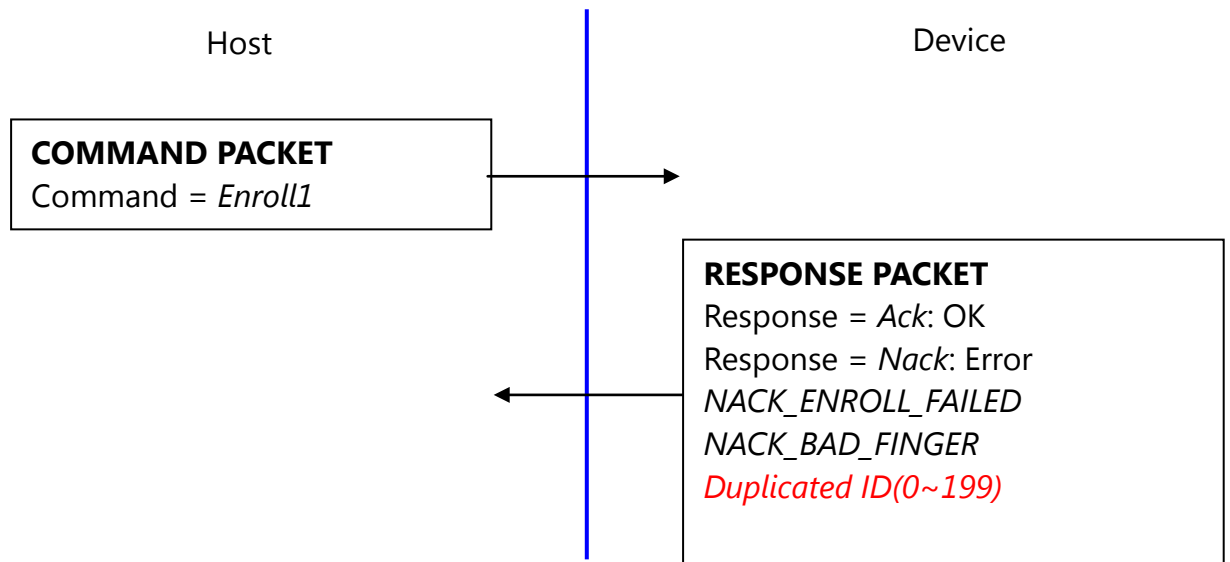 Host
Device
COMMAND PACKET
Command = Enroll1
RESPONSE PACKET
Response = Ack: OK
Response = Nack: Error
NACK_ENROLL_FAILED
NACK_BAD_FINGER
Duplicated ID(0~199)